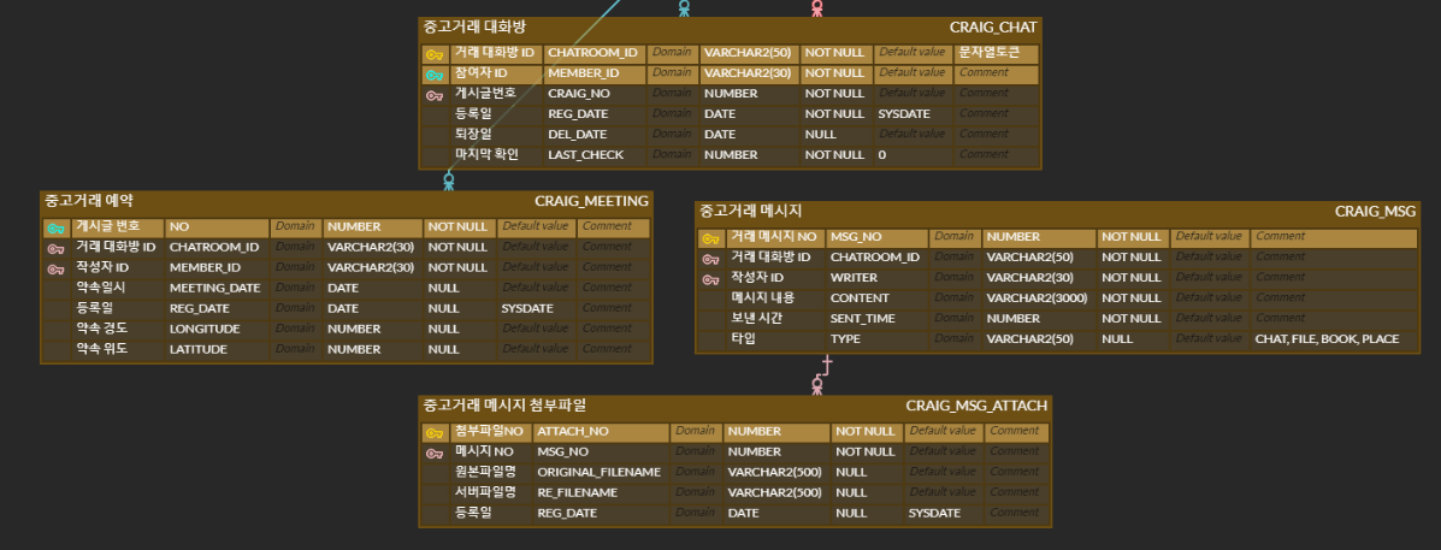 중고거래 대화방 CRAIG_CHAT
거래 대화방 ID CHATROOM_ID Domain VARCHAR2(50) NOT NULL Default value 문자열토큰
참여자 ID MEMBER_ID Domain VARCHAR2(30) NOT NULL Default value Comment
게시글번호 CRAIG_NO Domain NUMBER NOT NULL Default value Comment
등록일 REG_DATE Domain DATE NOT NULL SYSDATE Comment
퇴장일 DEL_DATE Domain DATE NULL Default value Comment
마지막 확인 LAST_CHECK Domain NUMBER NOT NULL 0 Comment
중고거래 예약 CRAIG_MEETING
게시글 번호 NO Domain NUMBER NOT NULL Default value Comment
거래 대화방 ID CHATROOM_ID Domain VARCHAR2(30) NOT NULL Default value Comment
작성자 ID MEMBER_ID Domain VARCHAR2(30) NOT NULL Default value Comment
약속일시 MEETING_DATE Domain DATE NULL Default value Comment
등록일 REG_DATE Domain DATE NULL SYSDATE Comment
약속 경도 LONGITUDE Domain NUMBER NULL Default value Comment
약속 위도 LATITUDE Domain NUMBER NULL Default value Comment
중고거래 메시지 CRAIG_MSG
거래 메시지 NO MSG_NO Domain NUMBER NOT NULL Default value Comment
거래 대화방 ID CHATROOM_ID Domain VARCHAR2(50) NOT NULL Default value Comment
작성자 ID WRITER Domain VARCHAR2(30) NOT NULL Default value Comment
메시지 내용 CONTENT Domain VARCHAR2(3000) NOT NULL Default value Comment
보낸 시간 SENT_TIME Domain NUMBER NOT NULL Default value Comment
타입 TYPE Domain VARCHAR2(50) NULL Default value CHAT, FILE, BOOK, PLACE
중고거래 메시지 첨부파일 CRAIG_MSG_ATTACH
첨부파일NO ATTACH_NO Domain NUMBER NOT NULL Default value Comment
메시지 NO MSG_NO Domain NUMBER NOT NULL Default value Comment
원본파일명 ORIGINAL_FILENAME Domain VARCHAR2(500) NULL Default value Comment
서버파일명 RE_FILENAME Domain VARCHAR2(500) NULL Default value Comment
등록일 REG_DATE Domain DATE NULL SYSDATE Comment